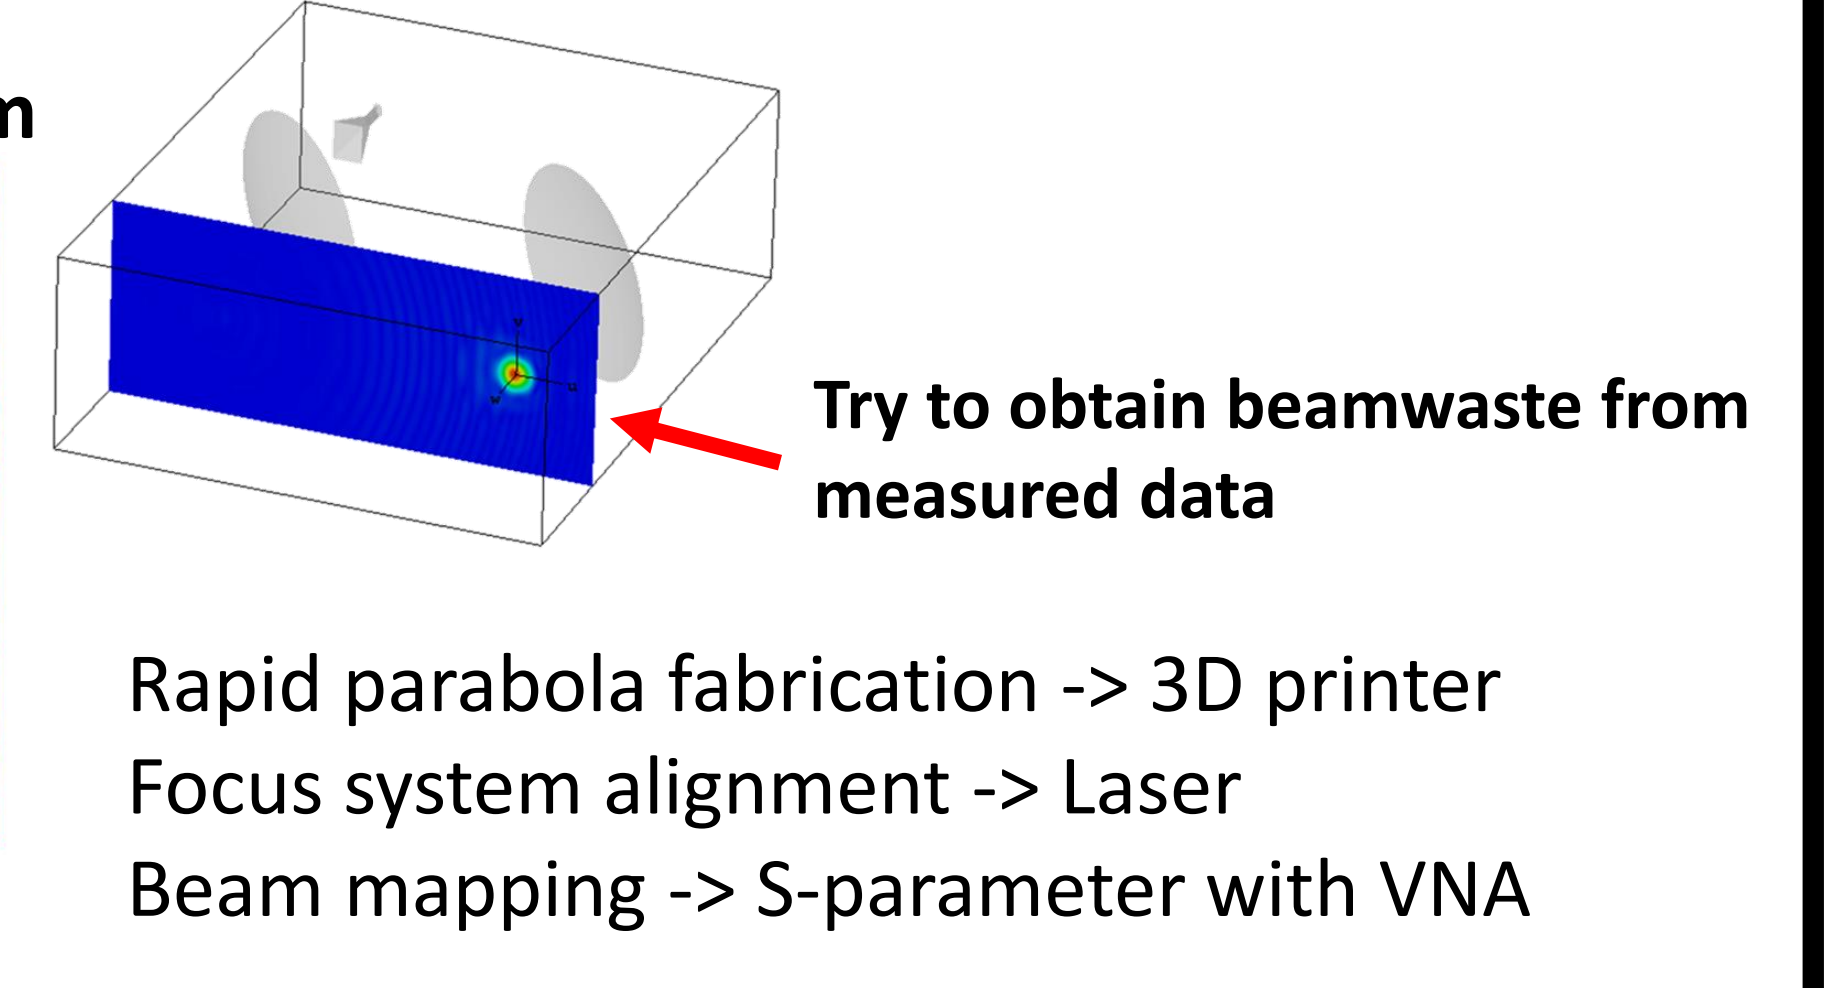 m
Try to obtain beamwaste from
measured data
v
u
w
Rapid parabola fabrication -> 3D printer
Focus system alignment -> Laser
Beam mapping -> S-parameter with VNA